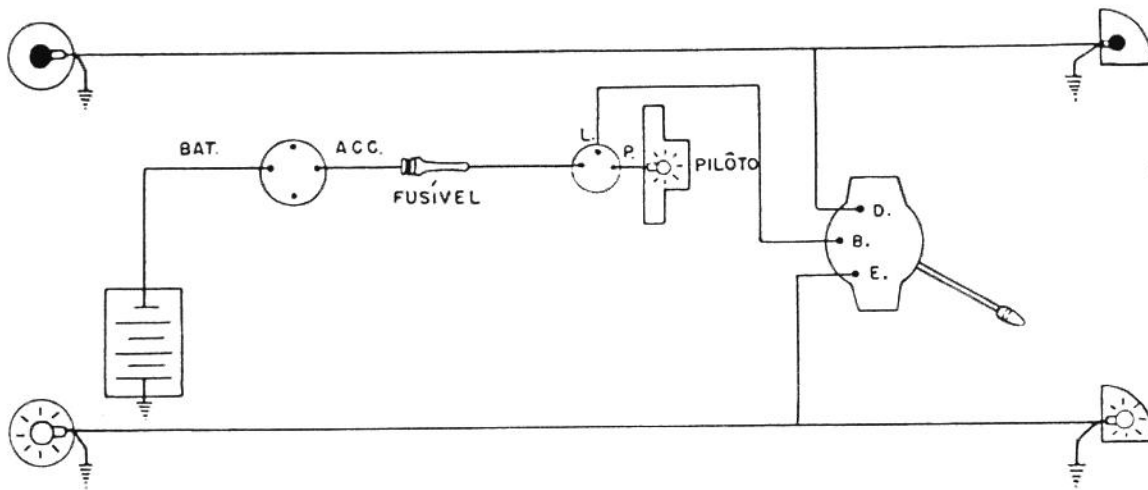 BAT.
ACC.
FUSÍVEL
L.
P.
PILÔTO
D.
B.
E.